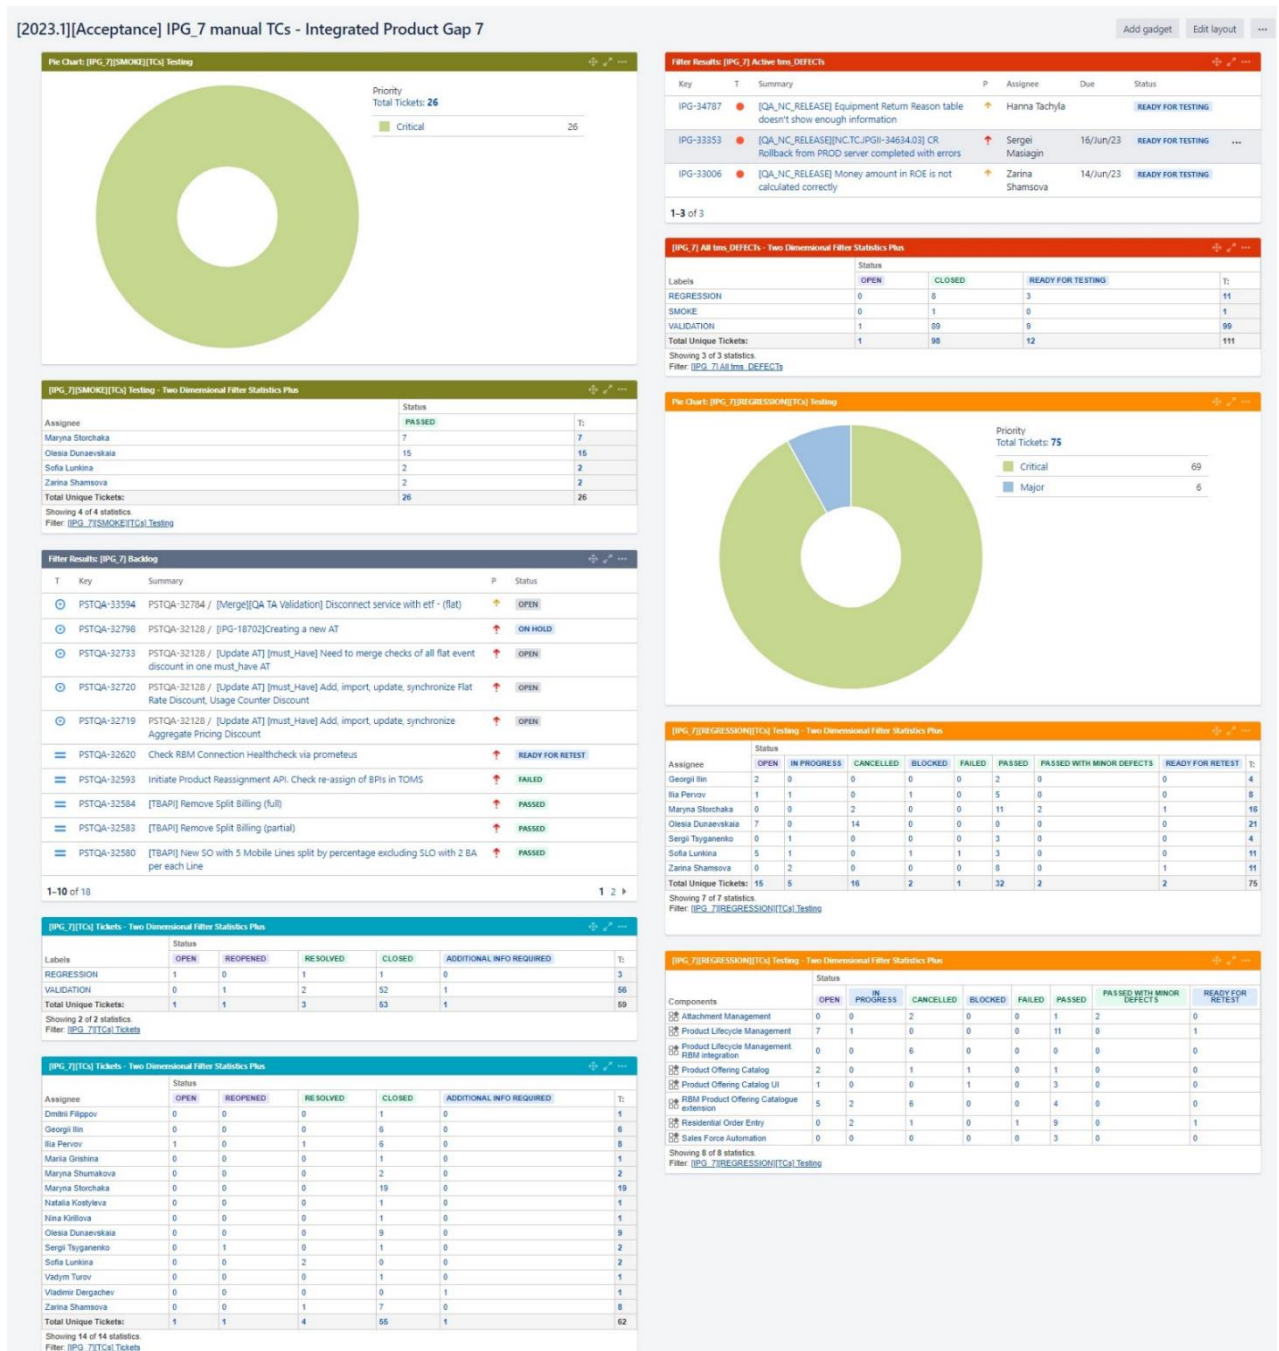 [2023.1][Acceptance] IPG_7 manual TCs - Integrated Product Gap 7
Add gadget Edit layout ...
Pie Chart: [IPG_7][SMOKE][TCs] Testing
Priority
Total Tickets: 26
Critical 26
[IPG_7][SMOKE][TCs] Testing - Two Dimensional Filter Statistics Plus
Status
Assignee PASSED T:
Maryna Storchaka 7 7
Olesia Dunaevskaia 15 15
Sofia Lunkina 2 2
Zarina Shamsova 2 2
Total Unique Tickets: 26 26
Showing 4 of 4 statistics.
Filter: [IPG_7][SMOKE][TCs] Testing
Filter Results: [IPG_7] Backlog
T Key Summary P Status
PSTQA-33594 PSTQA-32784 / [Merge][QA TA Validation] Disconnect service with etf - (flat) OPEN
PSTQA-32798 PSTQA-32128 / [IPG-18702]Creating a new AT ON HOLD
PSTQA-32733 PSTQA-32128 / [Update AT] [must_Have] Need to merge checks of all flat event OPEN
discount in one must_have AT
PSTQA-32720 PSTQA-32128 / [Update AT] [must_Have] Add, import, update, synchronize Flat OPEN
Rate Discount, Usage Counter Discount
PSTQA-32719 PSTQA-32128 / [Update AT] [must_Have] Add, import, update, synchronize OPEN
Aggregate Pricing Discount
PSTQA-32620 Check RBM Connection Healthcheck via prometeus READY FOR RETEST
PSTQA-32593 Initiate Product Reassignment API. Check re-assign of BPIs in TOMS FAILED
PSTQA-32584 [TBAPI] Remove Split Billing (full) PASSED
PSTQA-32583 [TBAPI] Remove Split Billing (partial) PASSED
PSTQA-32580 [TBAPI] New SO with 5 Mobile Lines split by percentage excluding SLO with 2 BA PASSED
per each Line
1-10 of 18 1 2
[IPG_7][TCs] Tickets - Two Dimensional Filter Statistics Plus
Status
Labels OPEN REOPENED RESOLVED CLOSED ADDITIONAL INFO REQUIRED T:
REGRESSION 1 0 1 1 0 3
VALIDATION 0 1 2 52 1 56
Total Unique Tickets: 1 1 3 53 1 59
Showing 2 of 2 statistics.
Filter: [IPG_7][TCs] Tickets
[IPG_7][TCs] Tickets - Two Dimensional Filter Statistics Plus
Status
Assignee OPEN REOPENED RESOLVED CLOSED ADDITIONAL INFO REQUIRED T:
Dmitrii Filippov 0 0 0 1 0 1
Georgii Ilin 0 0 0 6 0 6
Ilia Pervov 1 0 1 6 0 8
Mariia Grishina 0 0 0 1 0 1
Maryna Shumakova 0 0 0 2 0 2
Maryna Storchaka 0 0 0 19 0 19
Natalia Kostyleva 0 0 0 1 0 1
Nina Kirillova 0 0 0 1 0 1
Olesia Dunaevskaia 0 0 0 9 0 9
Sergii Tsyganenko 0 1 0 1 0 2
Sofia Lunkina 0 0 2 0 0 2
Vadym Turov 0 0 0 1 0 1
Vladimir Dergachev 0 0 0 0 1 1
Zarina Shamsova 0 0 1 7 0 8
Total Unique Tickets: 1 1 4 55 1 62
Showing 14 of 14 statistics.
Filter: [IPG_7][TCs] Tickets
Filter Results: [IPG_7] Active tms_DEFECTs
Key T Summary P Assignee Due Status
IPG-34787 [QA_NC_RELEASE] Equipment Return Reason table Hanna Tachyla READY FOR TESTING
doesn't show enough information
IPG-33353 [QA_NC_RELEASE][NC.TC.IPGII-34634.03] CR Sergei 16/Jun/23 READY FOR TESTING ...
Rollback from PROD server completed with errors Masiagin
IPG-33006 [QA_NC_RELEASE] Money amount in ROE is not Zarina 14/Jun/23 READY FOR TESTING
calculated correctly Shamsova
1-3 of 3
[IPG_7] All tms_DEFECTs - Two Dimensional Filter Statistics Plus
Status
Labels OPEN CLOSED READY FOR TESTING T:
REGRESSION 0 8 3 11
SMOKE 0 1 0 1
VALIDATION 1 89 9 99
Total Unique Tickets: 1 98 12 111
Showing 3 of 3 statistics.
Filter: [IPG_7] All tms_DEFECTs
Pie Chart: [IPG_7][REGRESSION][TCs] Testing
Priority
Total Tickets: 75
Critical 69
Major 6
[IPG_7][REGRESSION][TCs] Testing - Two Dimensional Filter Statistics Plus
Status
Assignee OPEN IN PROGRESS CANCELLED BLOCKED FAILED PASSED PASSED WITH MINOR DEFECTS READY FOR RETEST T:
Georgii Ilin 2 0 0 0 0 2 0 0 4
Ilia Pervov 1 1 0 1 0 5 0 0 8
Maryna Storchaka 0 0 2 0 0 11 2 1 16
Olesia Dunaevskaia 7 0 14 0 0 0 0 0 21
Sergii Tsyganenko 0 1 0 0 0 3 0 0 4
Sofia Lunkina 5 1 0 1 1 3 0 0 11
Zarina Shamsova 0 2 0 0 0 8 0 1 11
Total Unique Tickets: 15 5 16 2 1 32 2 2 75
Showing 7 of 7 statistics.
Filter: [IPG_7][REGRESSION][TCs] Testing
[IPG_7][REGRESSION][TCs] Testing - Two Dimensional Filter Statistics Plus
Status
Components OPEN IN PROGRESS CANCELLED BLOCKED FAILED PASSED PASSED WITH MINOR DEFECTS READY FOR RETEST
Attachment Management 0 0 2 0 0 1 2 0
Product Lifecycle Management 7 1 0 0 0 11 0 1
Product Lifecycle Management.
RBM integration 0 0 6 0 0 0 0 0
Product Offering Catalog 2 0 1 1 0 1 0 0
Product Offering Catalog UI 1 0 0 1 0 3 0 0
RBM Product Offering Catalogue
extension 5 2 6 0 0 4 0 0
Residential Order Entry 0 2 1 0 1 9 0 1
Sales Force Automation 0 0 0 0 0 3 0 0
Showing 8 of 8 statistics.
Filter: [IPG_7][REGRESSION][TCs] Testing